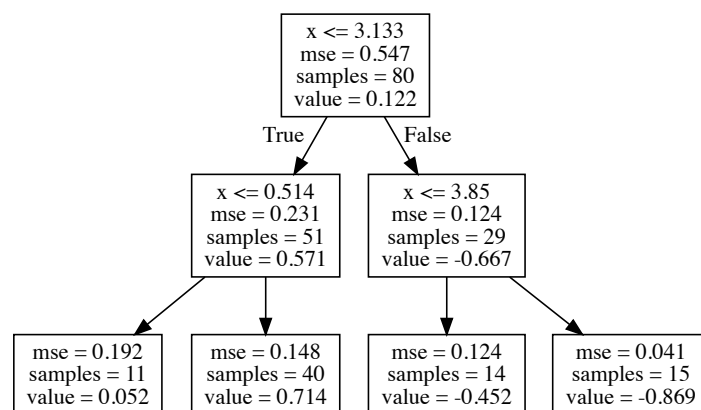 x <= 3.133
mse = 0.547
samples = 80
value = 0.122
True
False
x <= 0.514
mse = 0.231
samples = 51
value = 0.571
x <= 3.85
mse = 0.124
samples = 29
value = -0.667
mse = 0.192
samples = 11
value = 0.052
mse = 0.148
samples = 40
value = 0.714
mse = 0.124
samples = 14
value = -0.452
mse = 0.041
samples = 15
value = -0.869